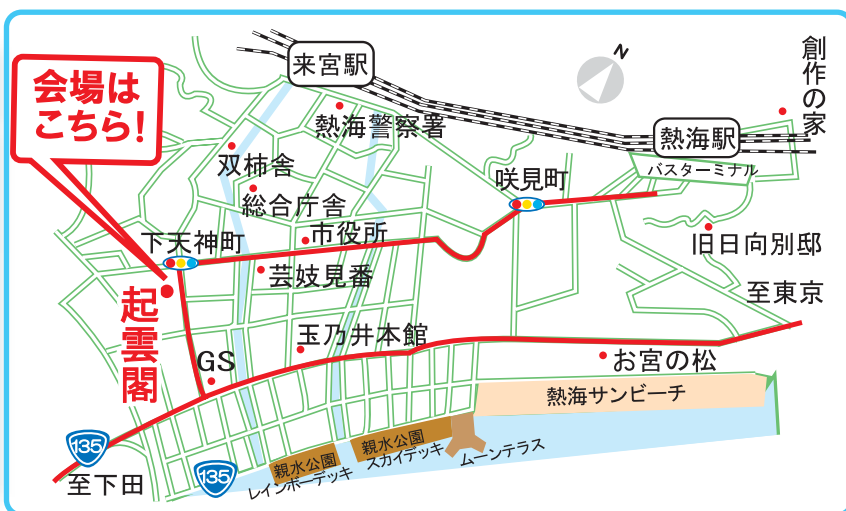 会場は
こちら!
来宮駅
N
創作の家
熱海警察署
熱海駅
バスターミナル
双柿舎
咲見町
総合庁舎
下天神町
市役所
旧日向別邸
芸妓見番
至東京
起雲閣
玉乃井本館
GS
お宮の松
熱海サンビーチ
135
至下田
135
親水公園
レインボーデッキ
親水公園
スカイデッキ
ムーンテラス